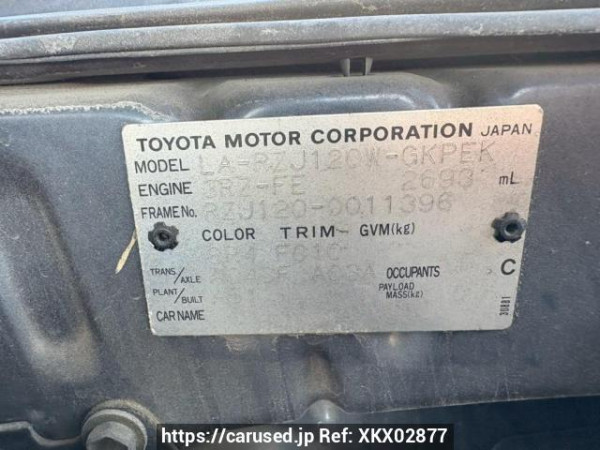 TOYOTA MOTOR CORPORATION JAPAN
MODEL LA-RZJ120W-GKPEK
ENGINE 3RZ-FE 2693 mL
FRAME No. RZJ120-0011396
COLOR TRIM GVM(kg)
TRANS/AXLE OCCUPANTS C
PLANT/BUILT PAYLOAD MASS(kg)
CAR NAME
30881
https://carused.jp Ref: XKX02877